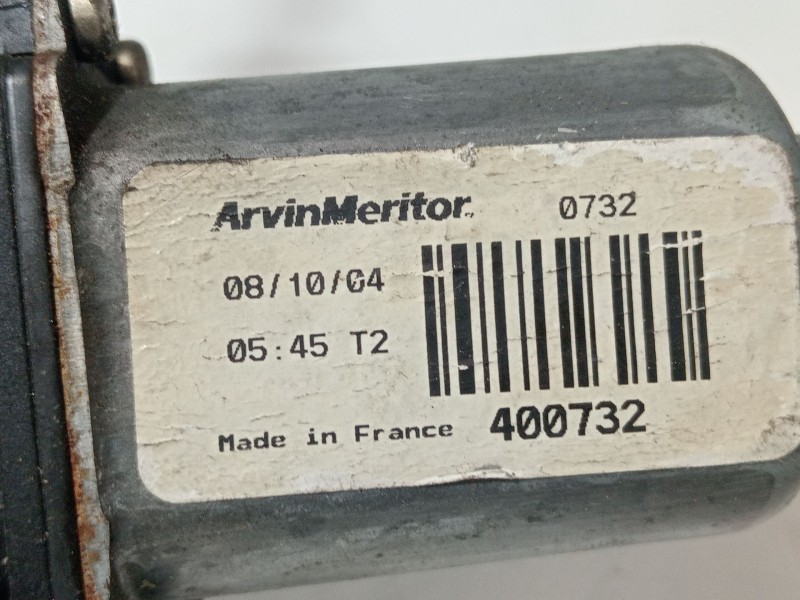 ArvinMeritor. 0732
08/10/04
05:45 T2
Made in France 400732